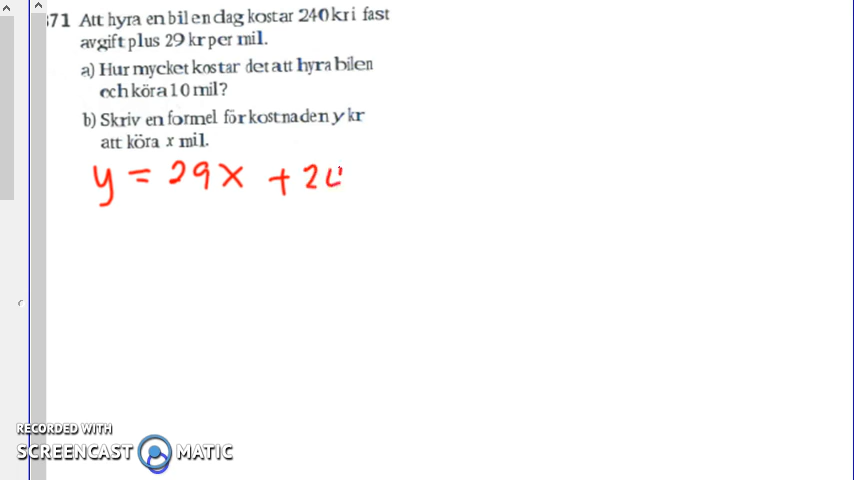 371 Att hyra en bil en dag kostar 240 kr i fast
avgift plus 29 kr per mil.
a) Hur mycket kostar det att hyra bilen
och köra 10 mil?
b) Skriv en formel för kostnaden y kr
att köra x mil.
y = 29x + 24
RECORDED WITH
SCREENCAST MATIC